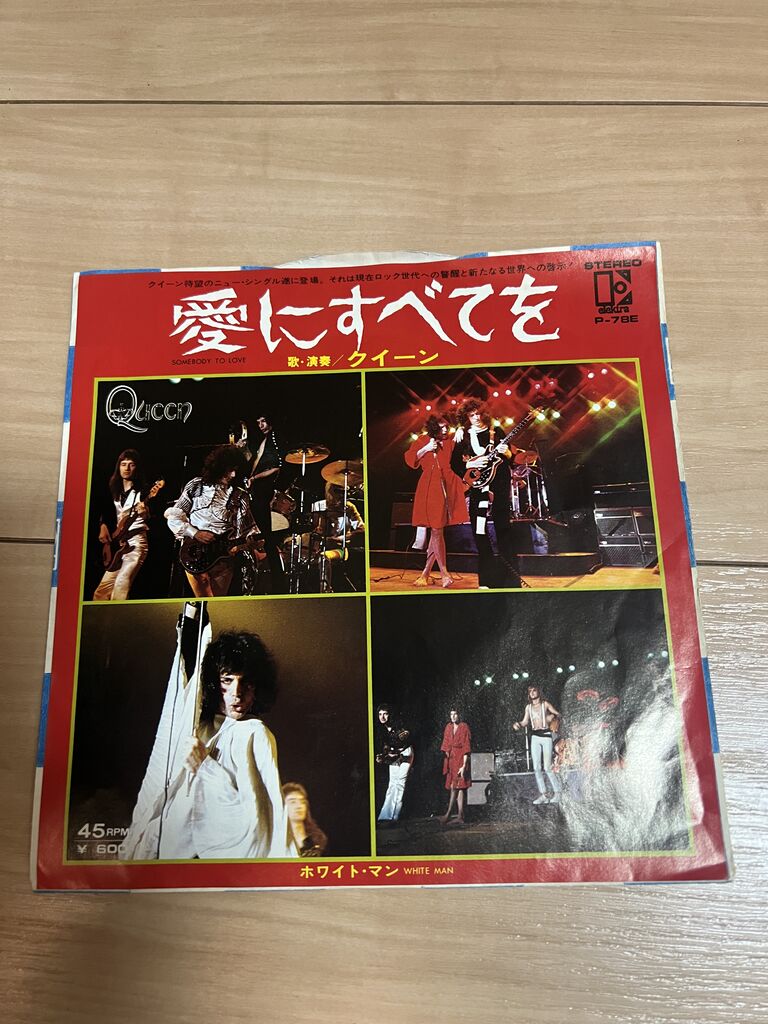 クイーン待望のニュー・シングル遂に登場。それは現在ロック世代への警醒と新たなる世界への啓示！
STEREO
elektra
P-78E
愛にすべてを
SOMEBODY TO LOVE
歌・演奏／クイーン
Queen
45RPM
¥ 600
ホワイト・マン WHITE MAN